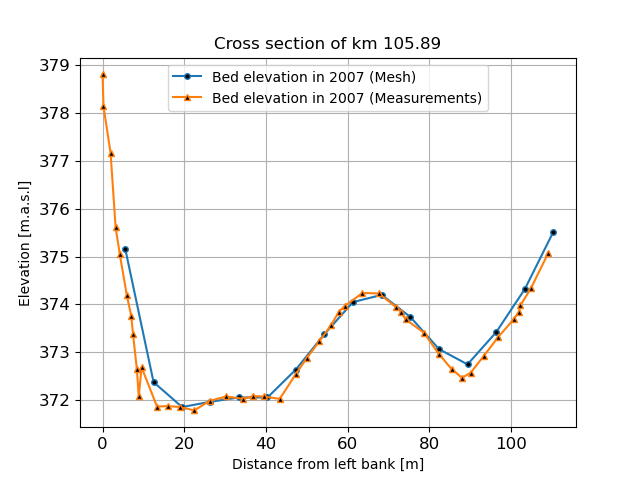 Cross section of km 105.89
Bed elevation in 2007 (Mesh)
Bed elevation in 2007 (Measurements)
Elevation [m.a.s.l]
379
378
377
376
375
374
373
372
0 20 40 60 80 100
Distance from left bank [m]